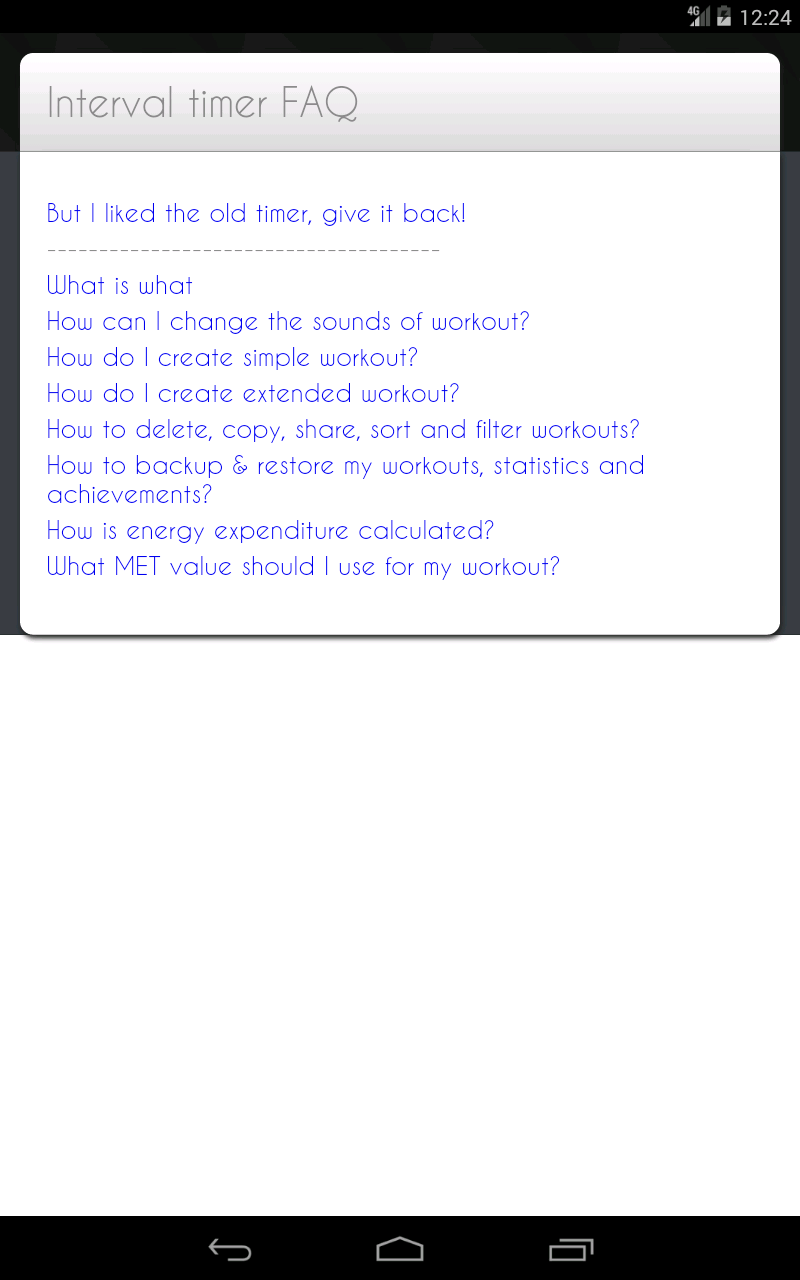 4G 12:24
Interval timer FAQ
But I liked the old timer, give it back!
--------------------------------------
What is what
How can I change the sounds of workout?
How do I create simple workout?
How do I create extended workout?
How to delete, copy, share, sort and filter workouts?
How to backup & restore my workouts, statistics and
achievements?
How is energy expenditure calculated?
What MET value should I use for my workout?